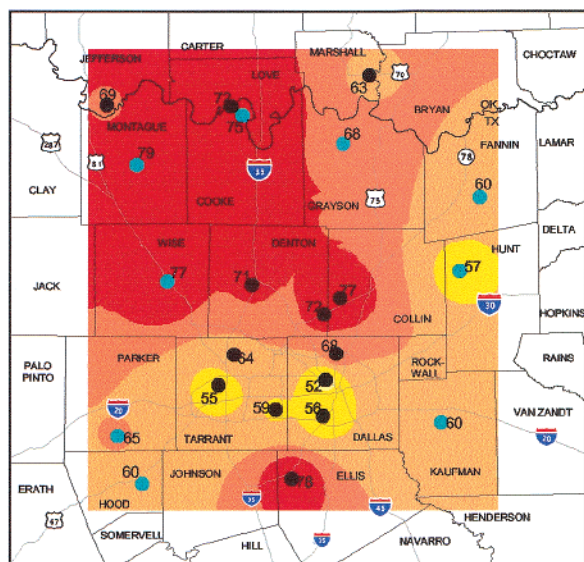 CARTER
MARSHALL
CHOCTAW
JEFFERSON
LOVE
70
63
69
72
BRYAN
75
OK
TX
MONTAGUE
68
FANNIN
LAMAR
287
81
79
78
35
CLAY
60
COOKE
GRAYSON
75
DELTA
WISE
DENTON
HUNT
77
71
77
57
JACK
72
30
HOPKINS
COLLIN
PARKER
64
68
ROCK-
WALL
RAINS
PALO
PINTO
52
55
59
56
VAN ZANDT
20
65
60
20
TARRANT
DALLAS
60
JOHNSON
76
ELLIS
KAUFMAN
ERATH
HOOD
35
45
67
SOMERVELL
HENDERSON
HILL
35
NAVARRO